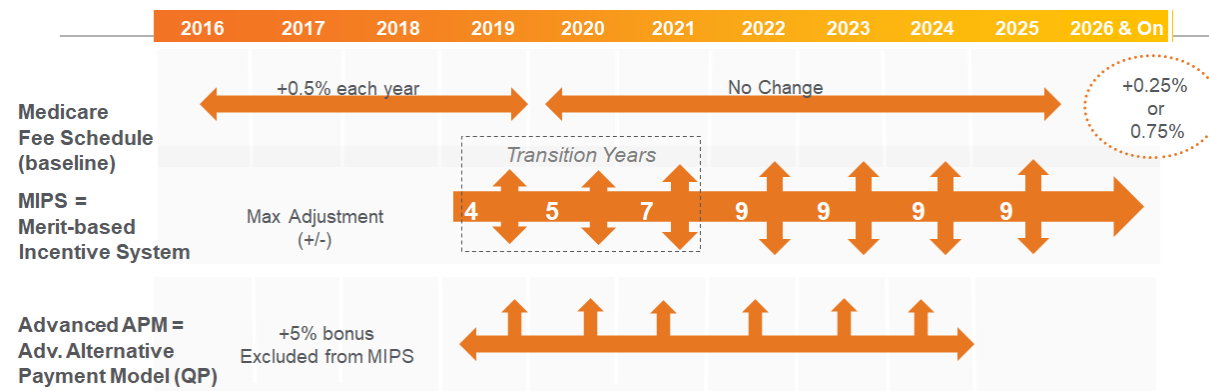 2016 2017 2018 2019 2020 2021 2022 2023 2024 2025 2026 & On
Medicare
Fee Schedule
(baseline)
+0.5% each year
No Change
+0.25%
or
0.75%
Transition Years
MIPS =
Merit-based
Incentive System
Max Adjustment
(+/-)
4 5 7 9 9 9 9
Advanced APM =
Adv. Alternative
Payment Model (QP)
+5% bonus
Excluded from MIPS